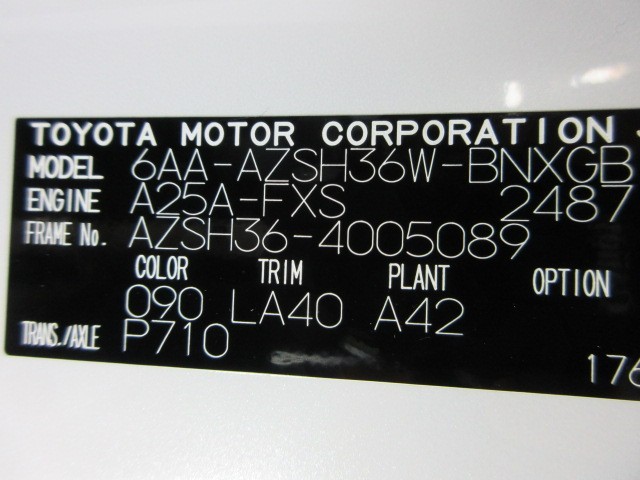 TOYOTA MOTOR CORPORATION
MODEL 6AA-AZSH36W-BNXGB
ENGINE A25A-FXS 2487
FRAME No. AZSH36-4005089
COLOR TRIM PLANT OPTION
090 LA40 A42
TRANS./AXLE P710
176